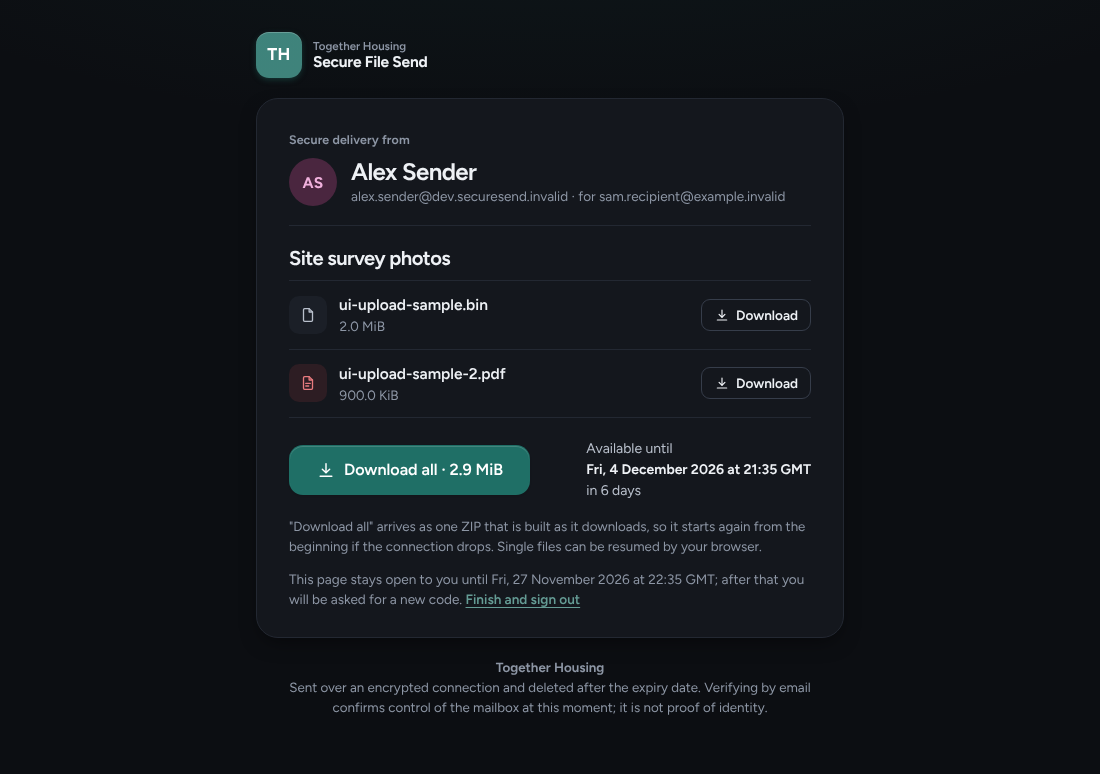 TH
Together Housing
Secure File Send
Secure delivery from
AS
Alex Sender
alex.sender@dev.securesend.invalid · for sam.recipient@example.invalid
Site survey photos
ui-upload-sample.bin
2.0 MiB
Download
ui-upload-sample-2.pdf
900.0 KiB
Download
Download all · 2.9 MiB
Available until
Fri, 4 December 2026 at 21:35 GMT
in 6 days
"Download all" arrives as one ZIP that is built as it downloads, so it starts again from the
beginning if the connection drops. Single files can be resumed by your browser.
This page stays open to you until Fri, 27 November 2026 at 22:35 GMT; after that you
will be asked for a new code. Finish and sign out
Together Housing
Sent over an encrypted connection and deleted after the expiry date. Verifying by email
confirms control of the mailbox at this moment; it is not proof of identity.